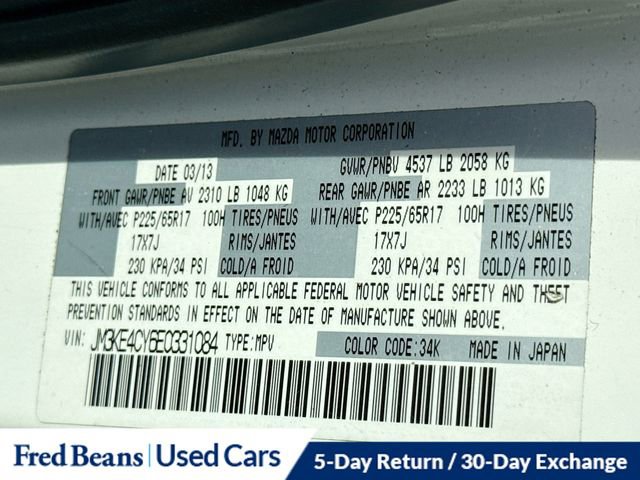 MFD. BY MAZDA MOTOR CORPORATION
DATE 03/13 GVWR/PNBV 4537 LB 2058 KG
FRONT GAWR/PNBE AV 2310 LB 1048 KG REAR GAWR/PNBE AR 2233 LB 1013 KG
WITH/AVEC P225/65R17 100H TIRES/PNEUS WITH/AVEC P225/65R17 100H TIRES/PNEUS
17X7J RIMS/JANTES 17X7J RIMS/JANTES
230 KPA/34 PSI COLD/A FROID 230 KPA/34 PSI COLD/A FROID
THIS VEHICLE CONFORMS TO ALL APPLICABLE FEDERAL MOTOR VEHICLE SAFETY AND THEFT
PREVENTION STANDARDS IN EFFECT ON THE DATE OF MANUFACTURE SHOWN ABOVE.
VIN: JM3KE4CY6E0331084 TYPE:MPV COLOR CODE:34K MADE IN JAPAN
Fred Beans Used Cars 5-Day Return / 30-Day Exchange